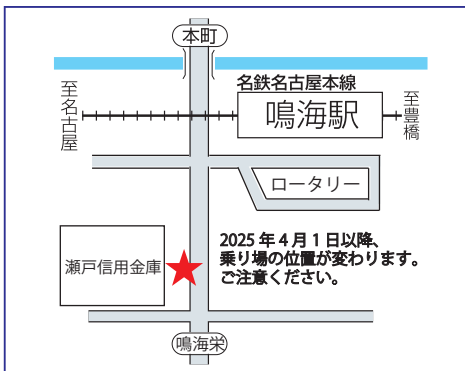 本町
名鉄名古屋本線
鳴海駅
至名古屋
至豊橋
ロータリー
2025年4月1日以降、
乗り場の位置が変わります。
ご注意ください。
瀬戸信用金庫
鳴海栄